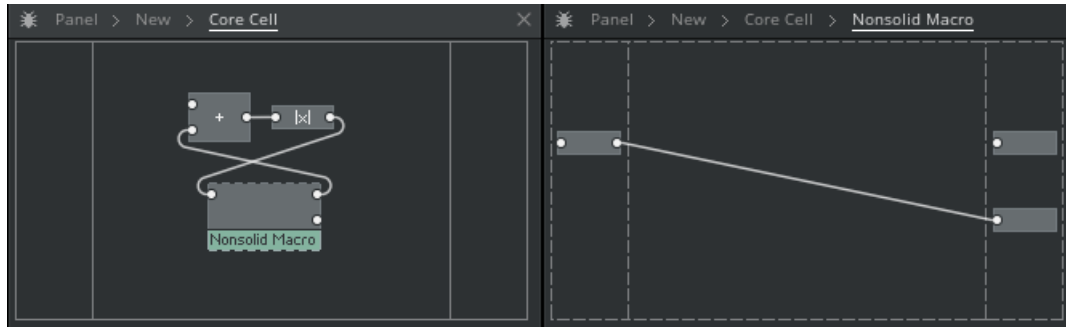 Panel > New > Core Cell
Panel > New > Core Cell > Nonsolid Macro
+
|x|
Nonsolid Macro